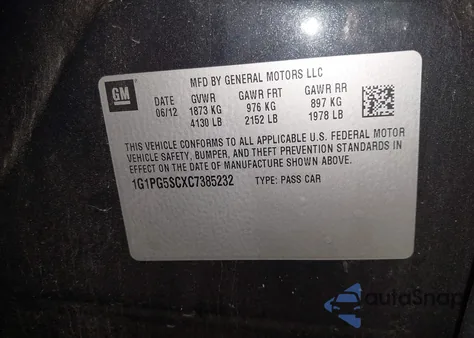 GM
MFD BY GENERAL MOTORS LLC
DATE GVWR GAWR FRT GAWR RR
06/12 1873 KG 976 KG 897 KG
4130 LB 2152 LB 1978 LB
THIS VEHICLE CONFORMS TO ALL APPLICABLE U.S. FEDERAL MOTOR
VEHICLE SAFETY, BUMPER, AND THEFT PREVENTION STANDARDS IN
EFFECT ON THE DATE OF MANUFACTURE SHOWN ABOVE.
1G1PG5SCXC7385232 TYPE: PASS CAR
AutoSnap